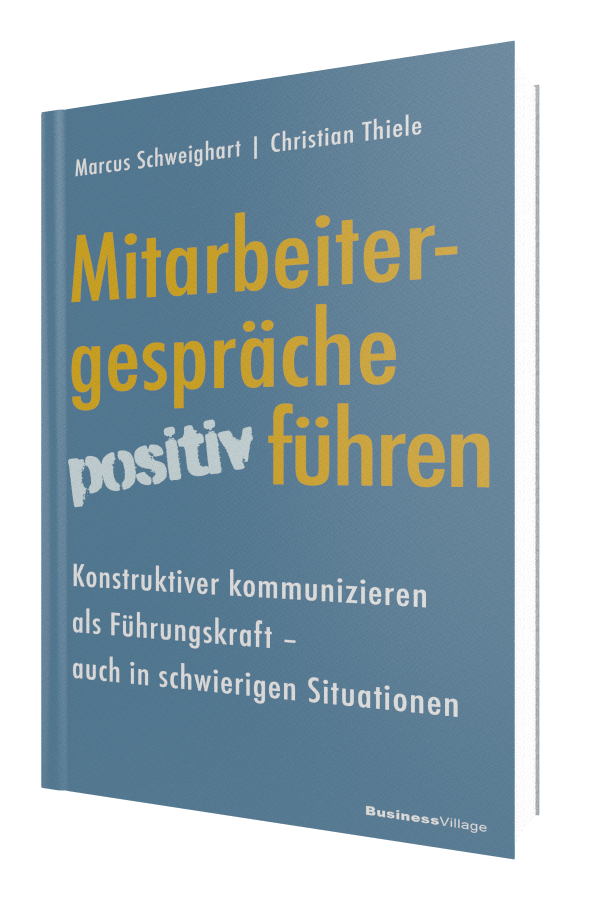 Marcus Schweighart | Christian Thiele
Mitarbeiter-
gespräche
positiv führen
Konstruktiver kommunizieren
als Führungskraft –
auch in schwierigen Situationen
BusinessVillage